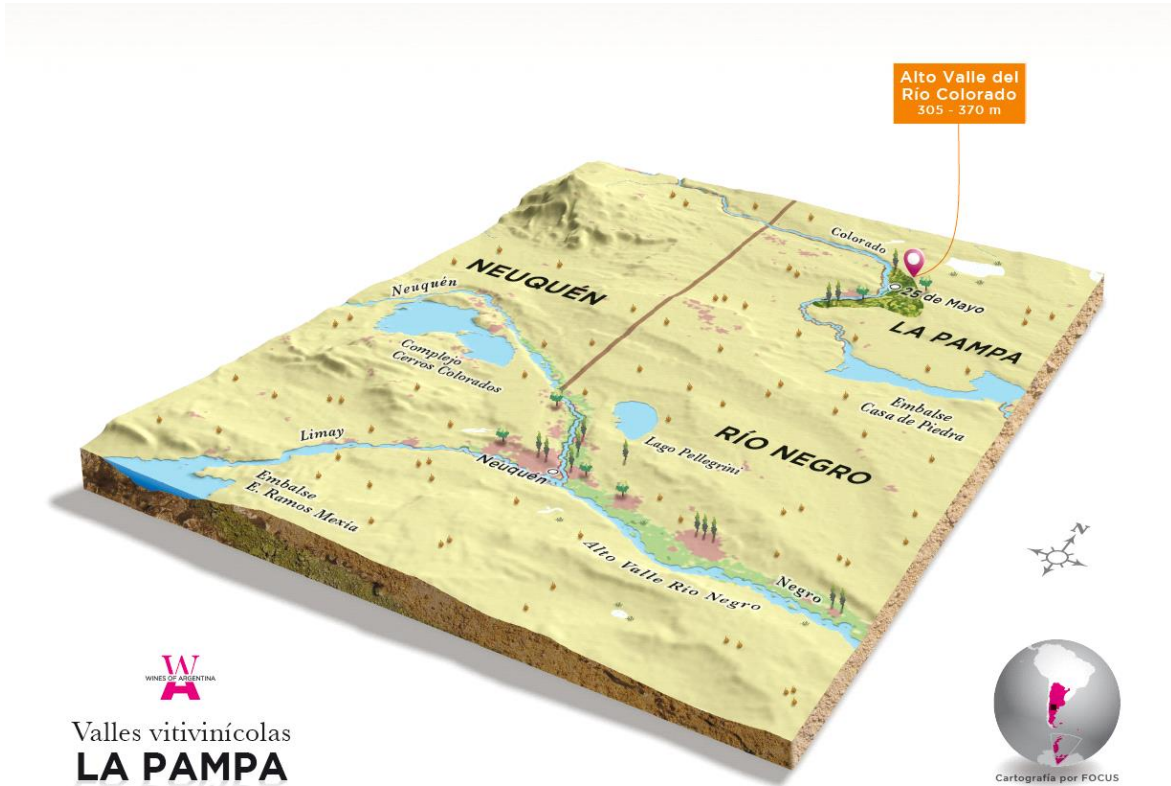 Alto Valle del
Río Colorado
305 - 370 m
Colorado
25 de Mayo
NEUQUÉN
Neuquén
LA PAMPA
Complejo
Cerros Colorados
Embalse
Casa de Piedra
Lago Pellegrini
RÍO NEGRO
Limay
Neuquén
Embalse
E. Ramos Mexia
Alto Valle Río Negro
Negro
N
W
WINES OF ARGENTINA
A
Valles vitivinícolas
LA PAMPA
Cartografía por FOCUS